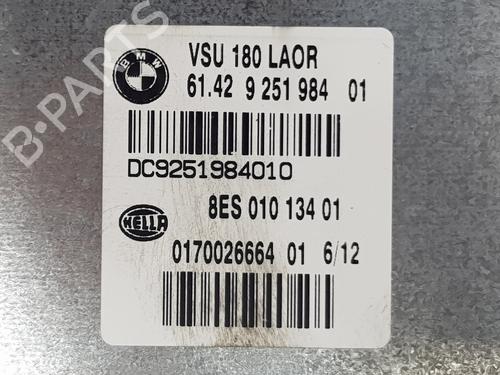 BMW
VSU 180 LAOR
61.42 9 251 984 01
DC9251984010
HELLA
8ES 010 134 01
0170026664 01 6/12
B-PARTS